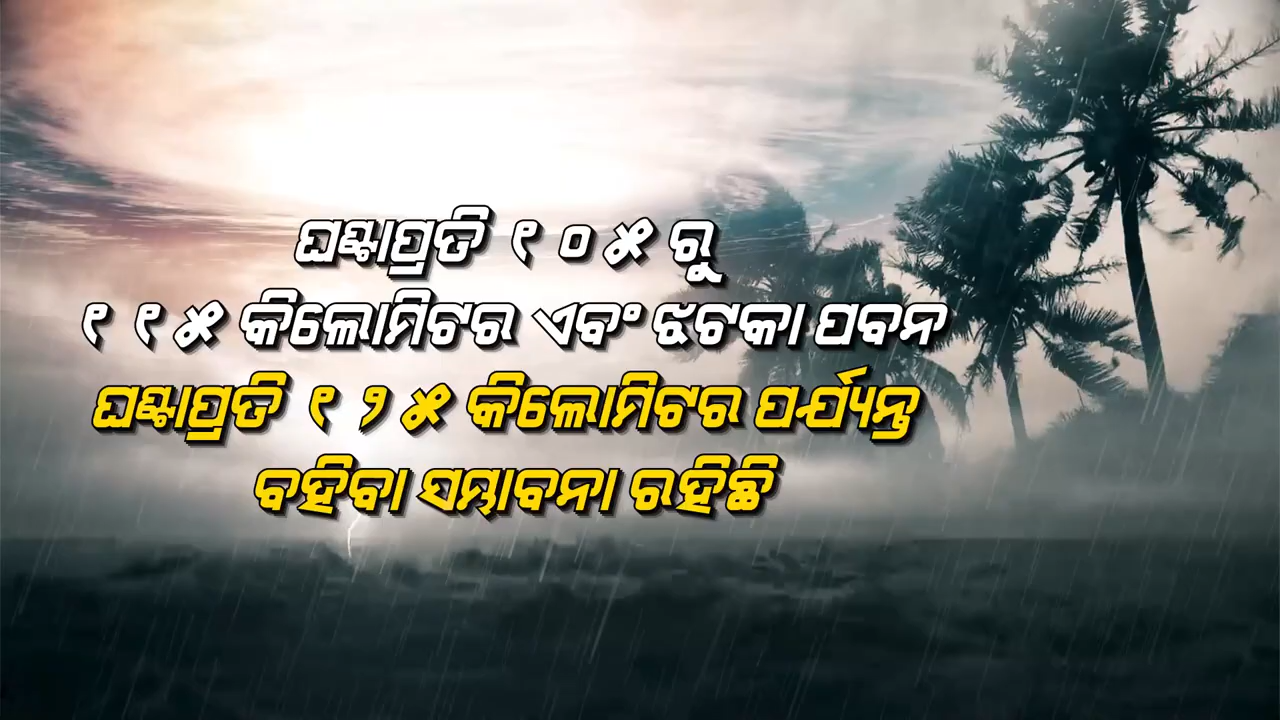 ଘଣ୍ଟାପ୍ରତି ୧୦୫ ରୁ
୧୧୫ କିଲୋମିଟର ଏବଂ ଝଟକା ପବନ
ଘଣ୍ଟାପ୍ରତି ୧୨୫ କିଲୋମିଟର ପର୍ଯ୍ୟନ୍ତ
ବହିବା ସମ୍ଭାବନା ରହିଛି